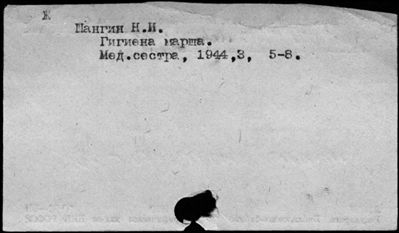 Ж
Пангин Н.И.
Гигиена марша.
Мед.сестра, 1944,3, 5-8.